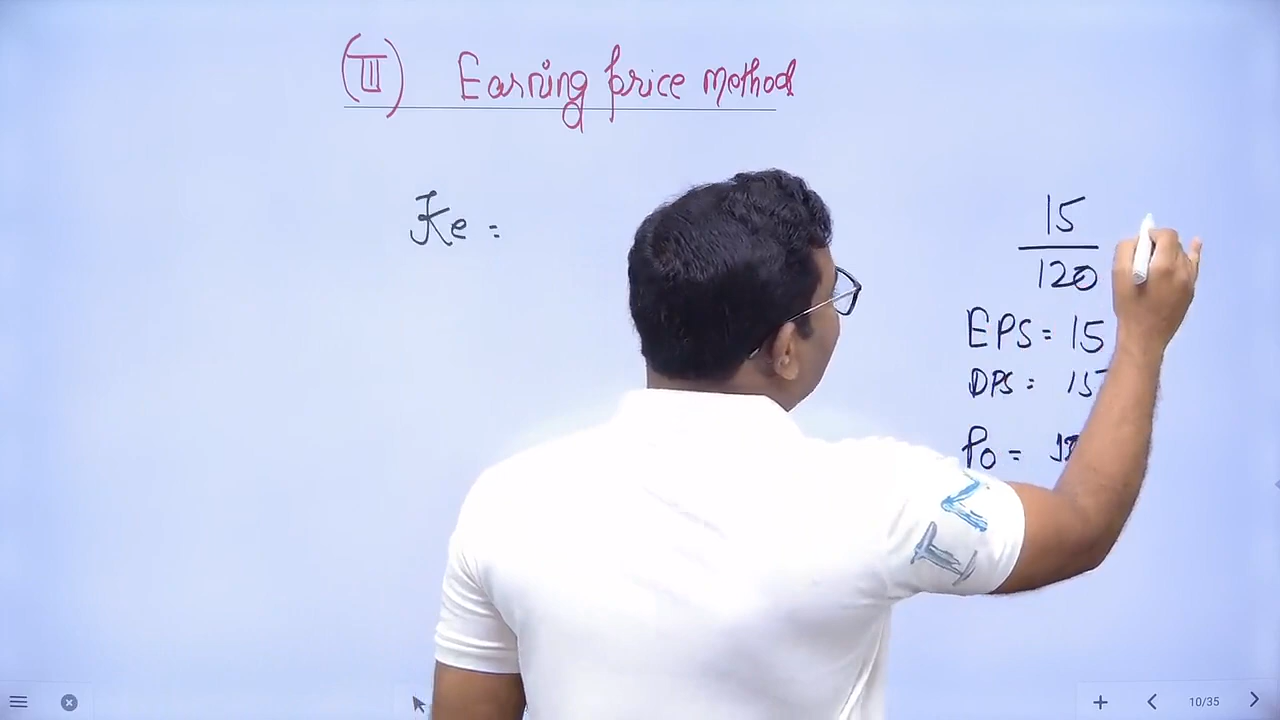 (III) Earning price method
Ke =
15
120
EPS = 15
DPS = 15
P0 =
10/35